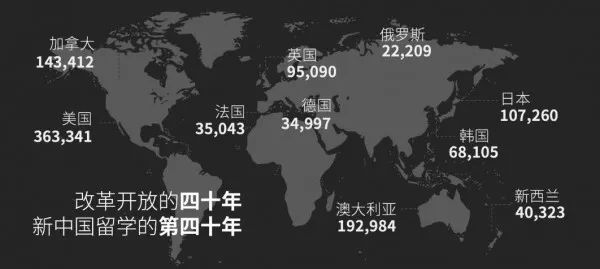 加拿大
143,412
美国
363,341
法国
35,043
英国
95,090
德国
34,997
俄罗斯
22,209
日本
107,260
韩国
68,105
澳大利亚
192,984
新西兰
40,323
改革开放的四十年
新中国留学的第四十年